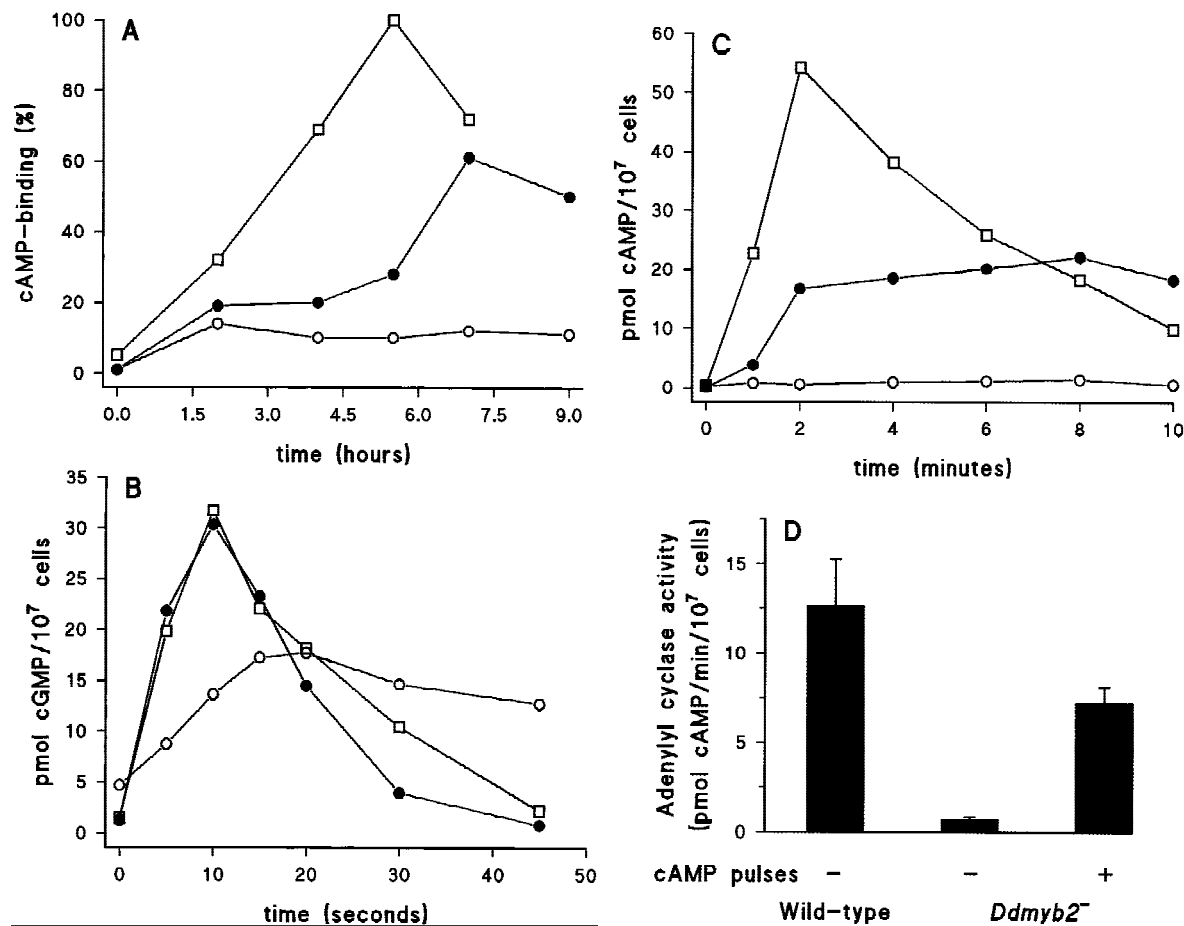 A
cAMP-binding (%)
100
80
60
40
20
0
0.0 1.5 3.0 4.5 6.0 7.5 9.0
time (hours)
B
pmol cGMP/10⁷ cells
35
30
25
20
15
10
5
0
0 10 20 30 40 50
time (seconds)
C
pmol cAMP/10⁷ cells
60
50
40
30
20
10
0
0 2 4 6 8 10
time (minutes)
D
Adenylyl cyclase activity
(pmol cAMP/min/10⁷ cells)
15
10
5
0
cAMP pulses − − +
Wild-type Ddmyb2⁻